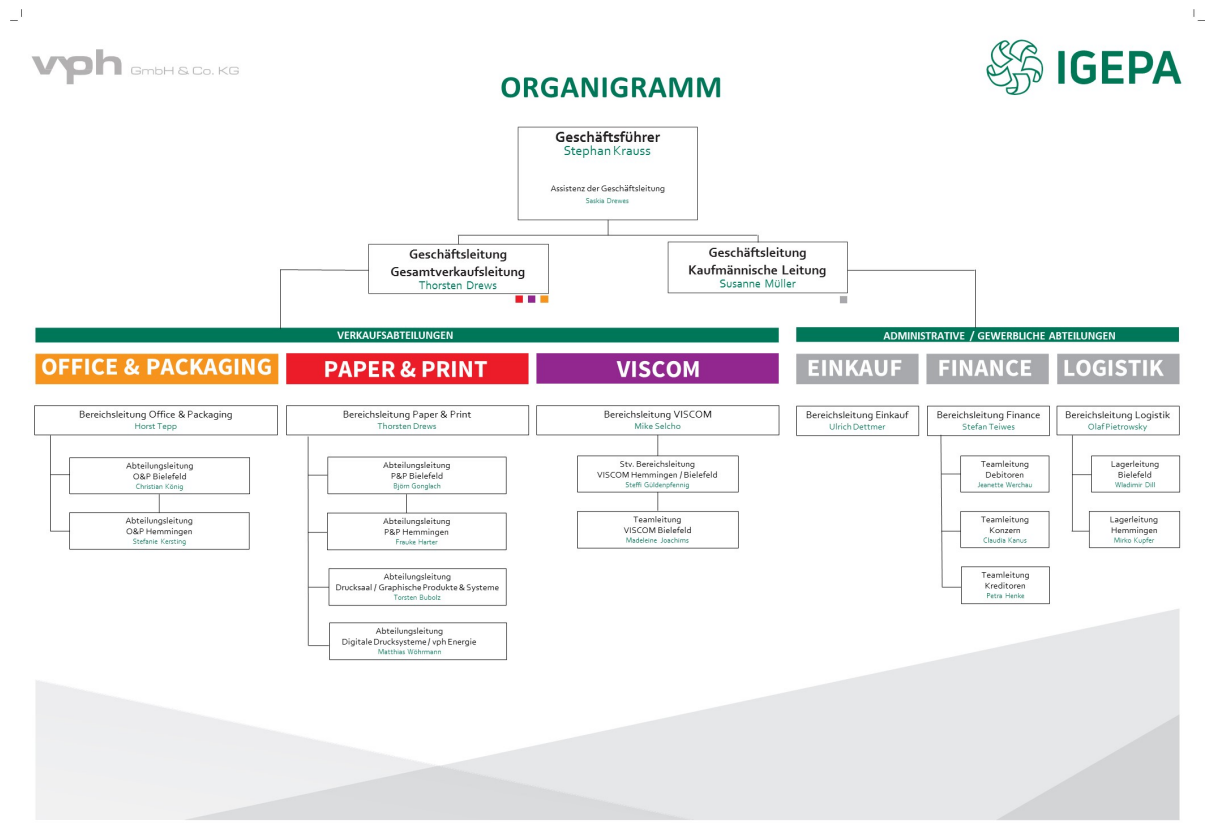 vph GmbH & Co. KG
IGEPA
ORGANIGRAMM
Geschäftsführer
Stephan Krauss
Assistenz der Geschäftsleitung
Saskia Drewes
Geschäftsleitung
Gesamtverkaufsleitung
Thorsten Drews
Geschäftsleitung
Kaufmännische Leitung
Susanne Müller
VERKAUFSABTEILUNGEN
ADMINISTRATIVE / GEWERBLICHE ABTEILUNGEN
OFFICE & PACKAGING
PAPER & PRINT
VISCOM
EINKAUF
FINANCE
LOGISTIK
Bereichsleitung Office & Packaging
Horst Tepp
Abteilungsleitung
O&P Bielefeld
Christian König
Abteilungsleitung
O&P Hemmingen
Stefanie Kersting
Bereichsleitung Paper & Print
Thorsten Drews
Abteilungsleitung
P&P Bielefeld
Björn Gonglach
Abteilungsleitung
P&P Hemmingen
Frauke Harter
Abteilungsleitung
Drucksaal / Graphische Produkte & Systeme
Torsten Bubolz
Abteilungsleitung
Digitale Drucksysteme / vph Energie
Matthias Wöhrmann
Bereichsleitung VISCOM
Mike Selcho
Stv. Bereichsleitung
VISCOM Hemmingen / Bielefeld
Steffi Güldenpfennig
Teamleitung
VISCOM Bielefeld
Madeleine Joachims
Bereichsleitung Einkauf
Ulrich Dettmer
Bereichsleitung Finance
Stefan Teiwes
Teamleitung
Debitoren
Jeanette Werchau
Teamleitung
Konzern
Claudia Kanus
Teamleitung
Kreditoren
Petra Henke
Bereichsleitung Logistik
Olaf Pietrowsky
Lagerleitung
Bielefeld
Wladimir Dill
Lagerleitung
Hemmingen
Mirko Kupfer